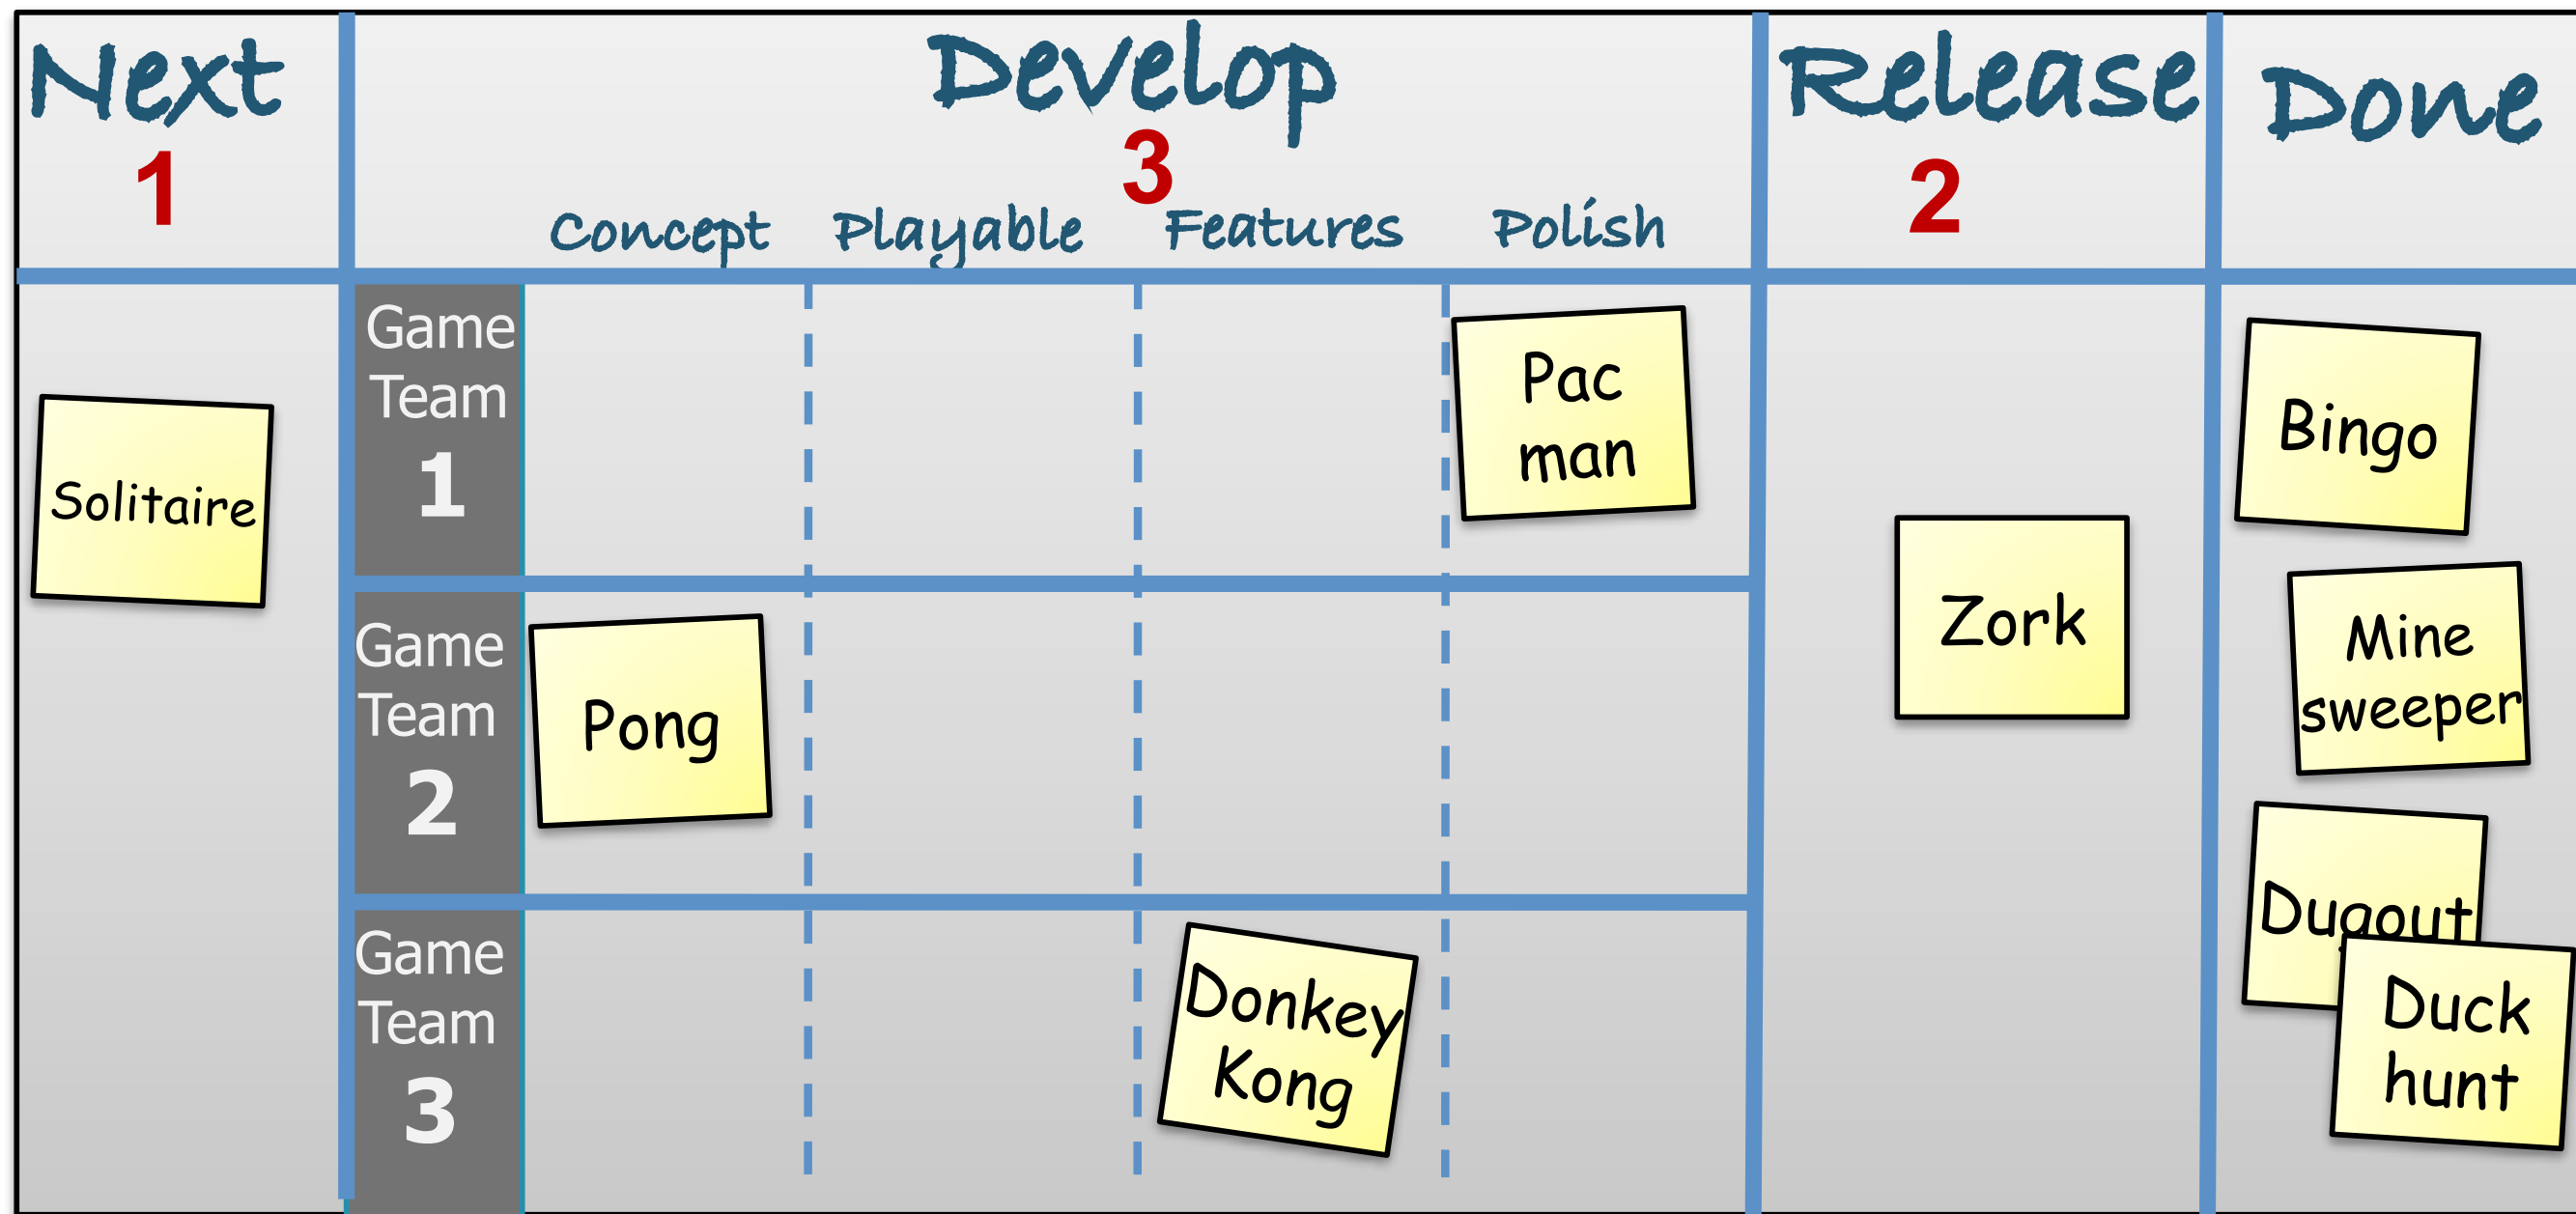 Next
Develop
Release
Done
1
3
2
Concept
Playable
Features
Polish
Solitaire
Game
Team
1
Pac
man
Game
Team
2
Pong
Game
Team
3
Donkey
Kong
Zork
Bingo
Mine
sweeper
Dugout
Duck
hunt